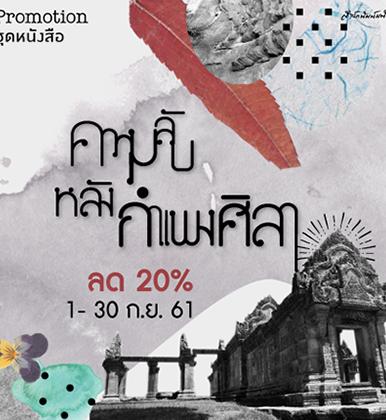 Promotion
ชุดหนังสือ
ความลับ
หลัง
กำแพงศิลา
ลด 20%
1- 30 ก.ย. 61